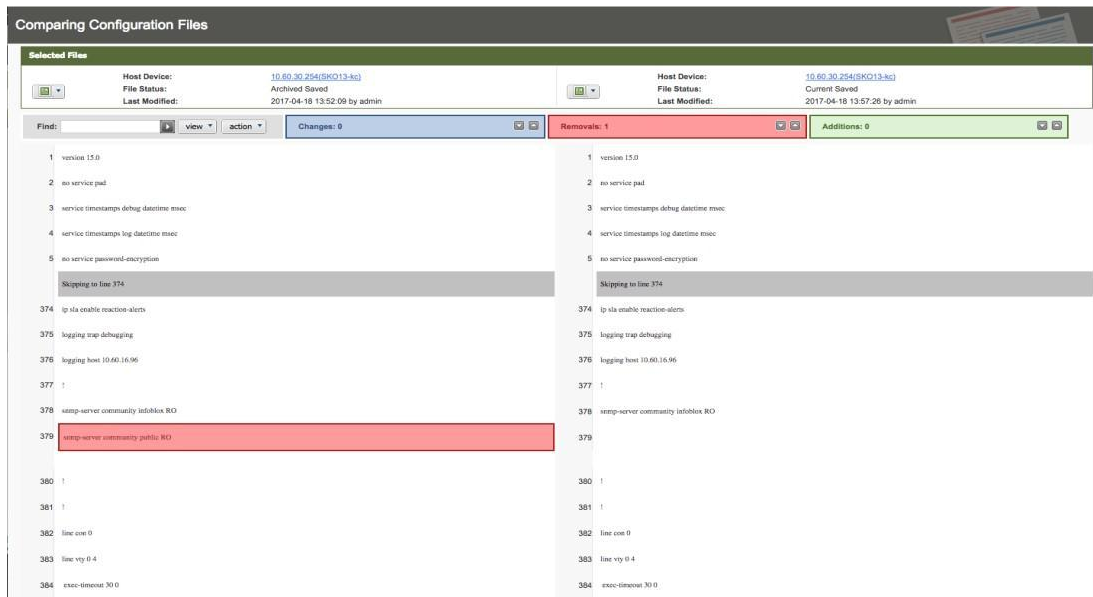 Comparing Configuration Files
Selected Files
Host Device: 10.60.30.254(SKO13-kc) Host Device: 10.60.30.254(SKO13-kc)
File Status: Archived Saved File Status: Current Saved
Last Modified: 2017-04-18 13:52:09 by admin Last Modified: 2017-04-18 13:57:26 by admin
Find: view action Changes: 0 Removals: 1 Additions: 0
1 version 15.0 1 version 15.0
2 no service pad 2 no service pad
3 service timestamps debug datetime msec 3 service timestamps debug datetime msec
4 service timestamps log datetime msec 4 service timestamps log datetime msec
5 no service password-encryption 5 no service password-encryption
Skipping to line 374 Skipping to line 374
374 ip sla enable reaction-alerts 374 ip sla enable reaction-alerts
375 logging trap debugging 375 logging trap debugging
376 logging host 10.60.16.96 376 logging host 10.60.16.96
377 ! 377 !
378 snmp-server community infoblox RO 378 snmp-server community infoblox RO
379 snmp-server community public RO 379
380 ! 380 !
381 ! 381 !
382 line con 0 382 line con 0
383 line vty 0 4 383 line vty 0 4
384 exec-timeout 30 0 384 exec-timeout 30 0